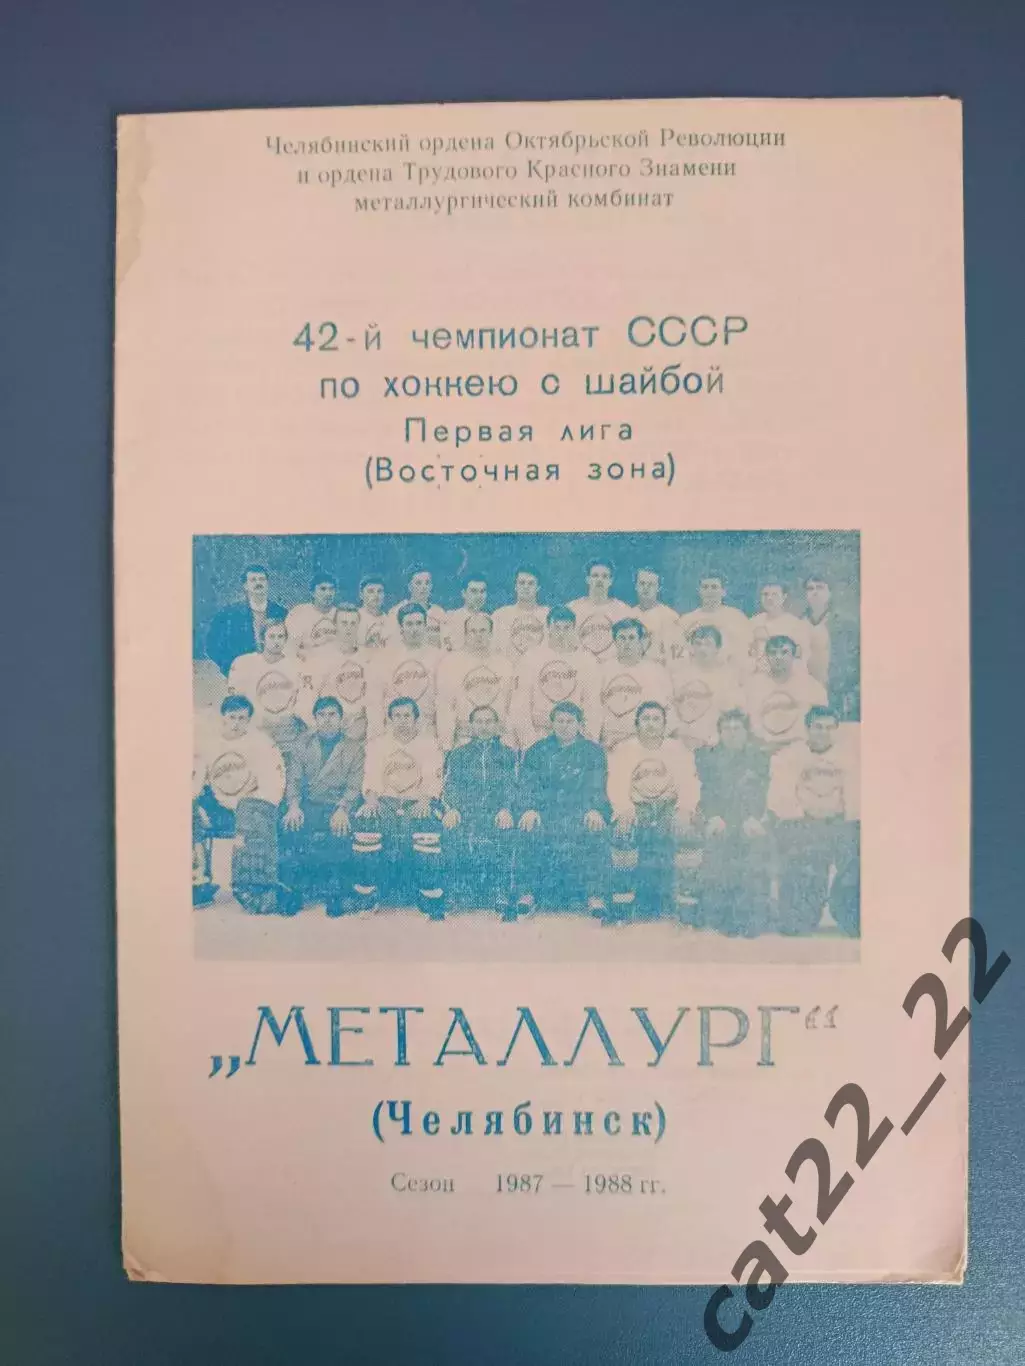 Челябинский ордена Октябрьской Революции
и ордена Трудового Красного Знамени
металлургический комбинат
42-й чемпионат СССР
по хоккею с шайбой
Первая лига
(Восточная зона)
„МЕТАЛЛУРГ“
(Челябинск)
Сезон 1987 — 1988 гг.
cat22_22